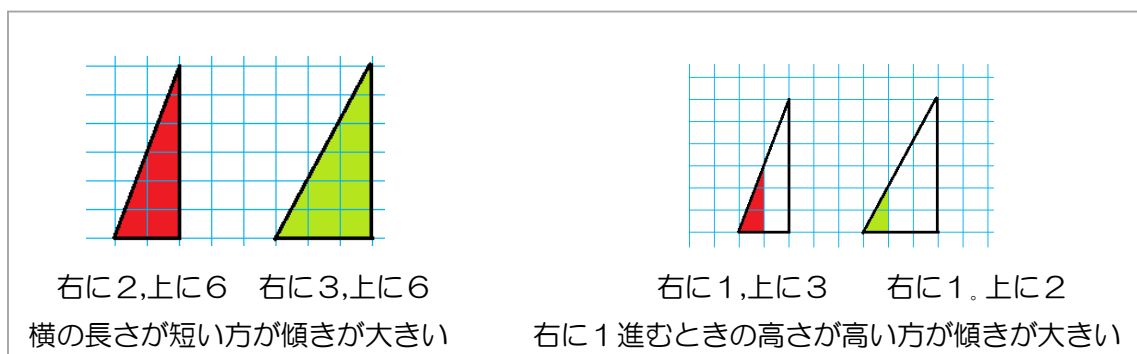 右に2,上に6　右に3,上に6
横の長さが短い方が傾きが大きい
右に1,上に3　右に1。上に2
右に1進むときの高さが高い方が傾きが大きい